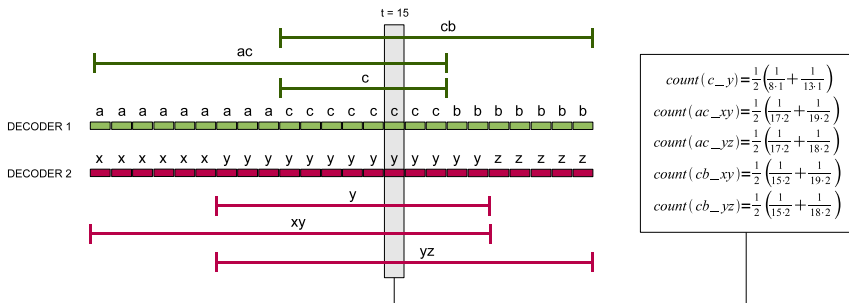 t = 15
cb
ac
c
a a a a a a a a a c c c c c c c c b b b b b b b
DECODER 1
x x x x x x y y y y y y y y y y y y y z z z z z
DECODER 2
y
xy
yz
count(c_y)=1/2(1/8·1+1/13·1)
count(ac_xy)=1/2(1/17·2+1/19·2)
count(ac_yz)=1/2(1/17·2+1/18·2)
count(cb_xy)=1/2(1/15·2+1/19·2)
count(cb_yz)=1/2(1/15·2+1/18·2)